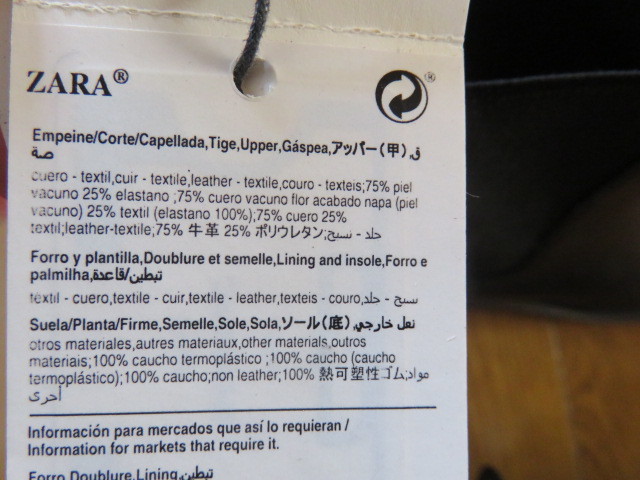 ZARA®
®
Empeine/Corte/Capellada,Tige,Upper,Gáspea,アッパー(甲),ق
صة
cuero - textil,cuir - textile,leather - textile,couro - texteis;75% piel
vacuno 25% elastano ;75% cuero vacuno flor acabado napa (piel
vacuno) 25% textil (elastano 100%);75% cuero 25%
textil;leather-textile;75% 牛革 25% ポリウレタン;جلد - نسيج
Forro y plantilla,Doublure et semelle,Lining and insole,Forro e
palmilha,تبطين/قاعدة
textil - cuero,textile - cuir,textile - leather,texteis - couro,نسيج - جلد
Suela/Planta/Firme,Semelle,Sole,Sola,ソール(底),نعل خارجي
otros materiales,autres materiaux,other materials,outros
materiais;100% caucho termoplástico ;100% caucho (caucho
termoplástico);100% caucho;non leather;100% 熱可塑性ゴム;مواد
أخرى
Información para mercados que así lo requieran /
Information for markets that require it.
Forro,Doublure,Lining,تبطين